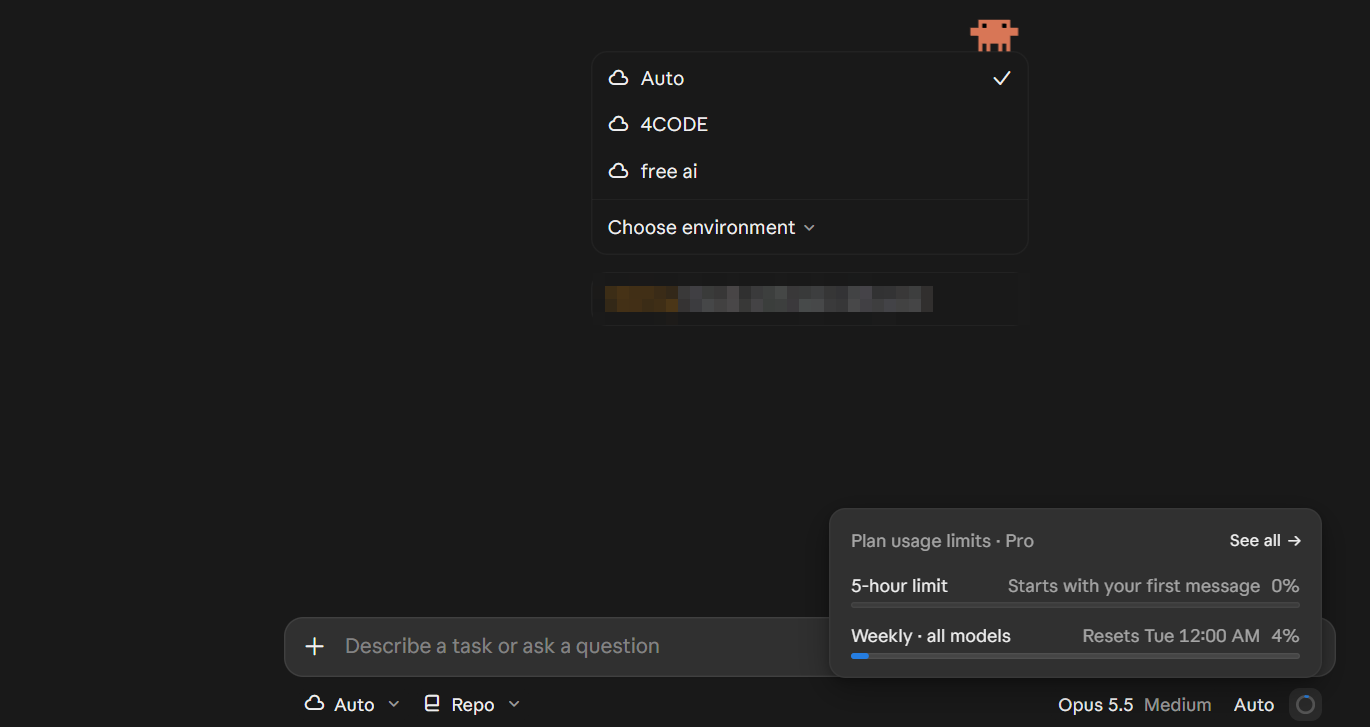 Auto
4CODE
free ai
Choose environment
Plan usage limits · Pro See all →
5-hour limit Starts with your first message 0%
Weekly · all models Resets Tue 12:00 AM 4%
Describe a task or ask a question
Auto Repo Opus 5.5 Medium Auto